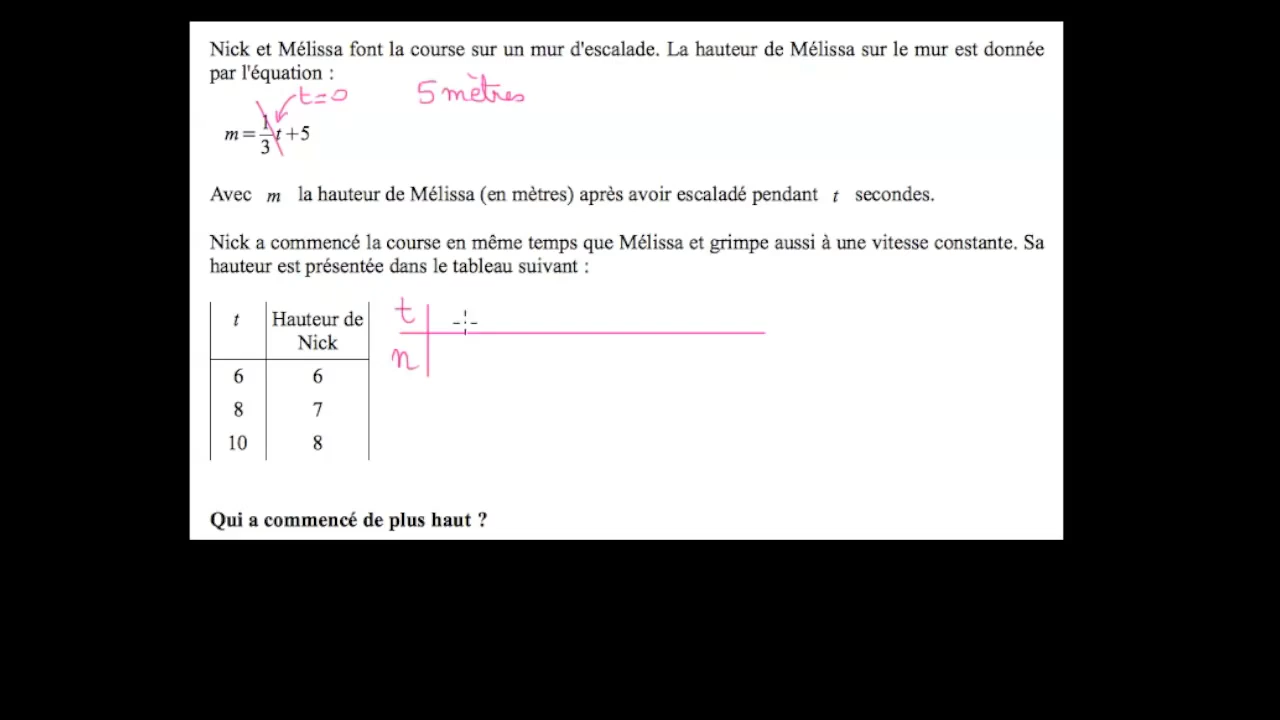 Nick et Mélissa font la course sur un mur d'escalade. La hauteur de Mélissa sur le mur est donnée
par l'équation :
t=0 5 mètres
m = 1/3 t + 5
Avec m la hauteur de Mélissa (en mètres) après avoir escaladé pendant t secondes.
Nick a commencé la course en même temps que Mélissa et grimpe aussi à une vitesse constante. Sa
hauteur est présentée dans le tableau suivant :
t Hauteur de
Nick
6 6
8 7
10 8
t
n
Qui a commencé de plus haut ?